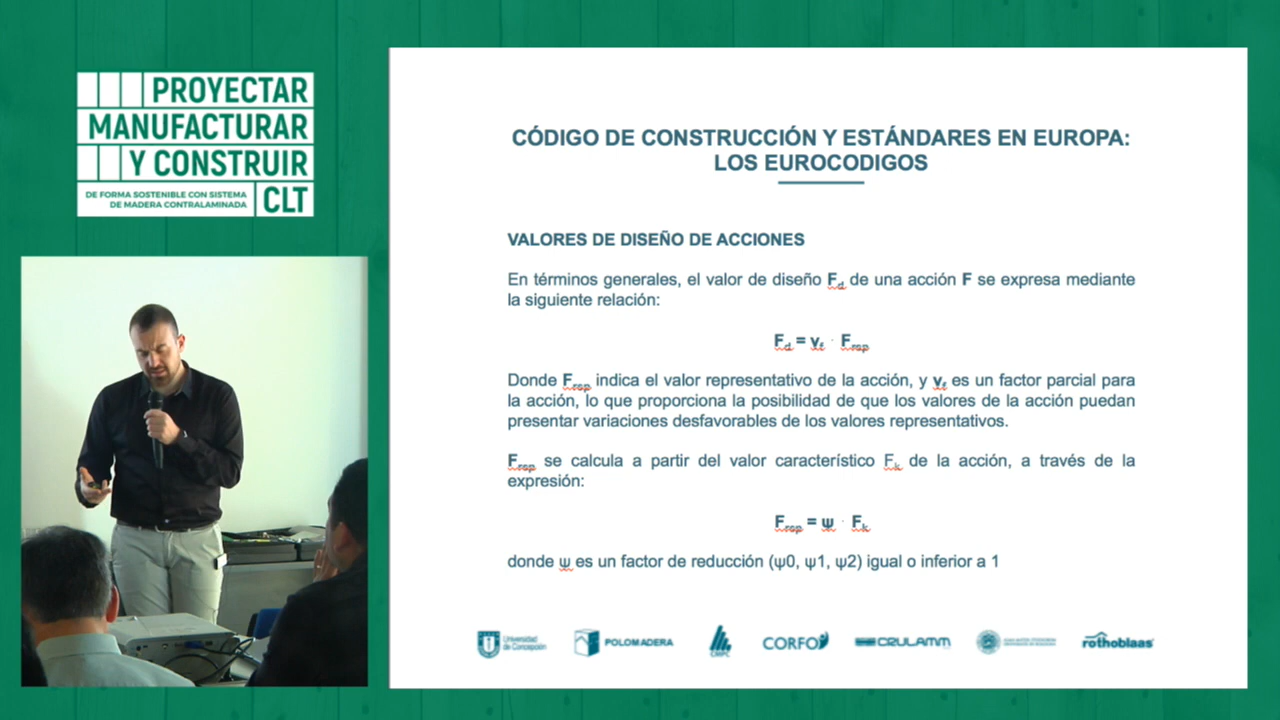 PROYECTAR
MANUFACTURAR
Y CONSTRUIR
DE FORMA SOSTENIBLE CON SISTEMA
DE MADERA CONTRALAMINADA
CLT
CÓDIGO DE CONSTRUCCIÓN Y ESTÁNDARES EN EUROPA:
LOS EUROCODIGOS
VALORES DE DISEÑO DE ACCIONES
En términos generales, el valor de diseño Fd de una acción F se expresa mediante
la siguiente relación:
Fd = γf · Frep
Donde Frep indica el valor representativo de la acción, y γf es un factor parcial para
la acción, lo que proporciona la posibilidad de que los valores de la acción puedan
presentar variaciones desfavorables de los valores representativos.
Frep se calcula a partir del valor característico Fk de la acción, a través de la
expresión:
Frep = ψ · Fk
donde ψ es un factor de reducción (ψ0, ψ1, ψ2) igual o inferior a 1
Universidad
de Concepción
POLOMADERA
CMPC
CORFO
CRULAMM
rothoblaas